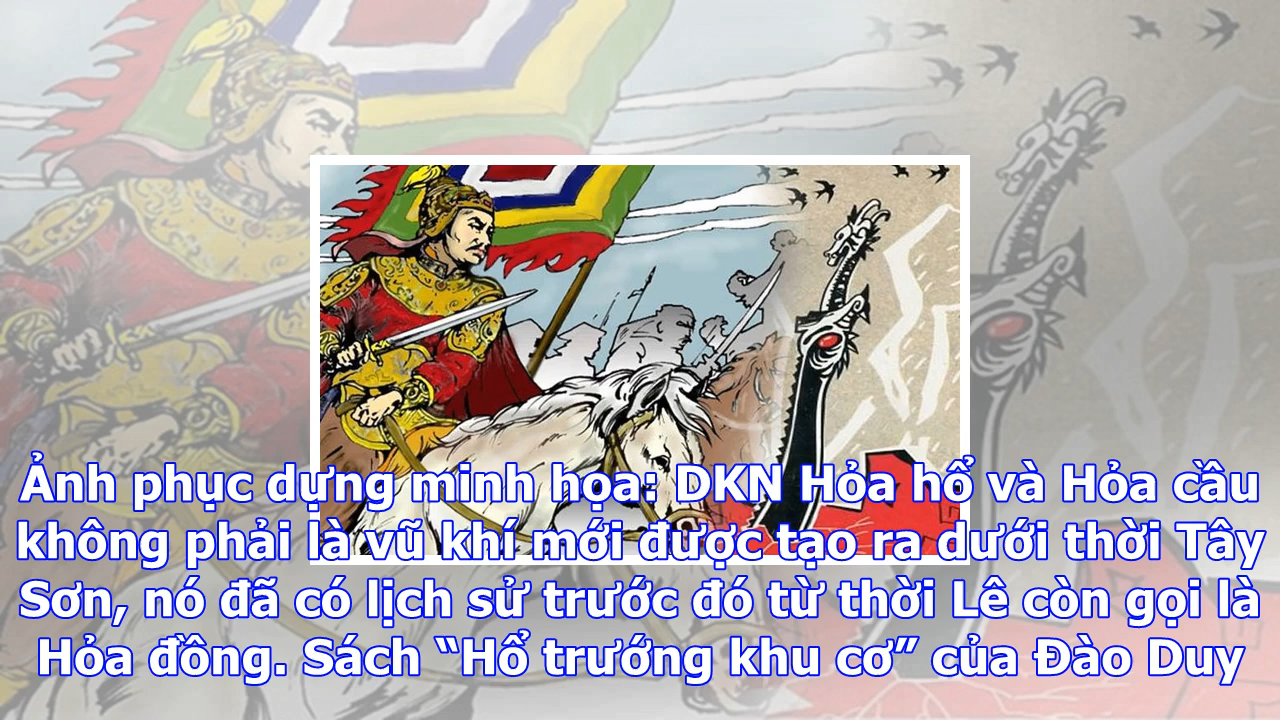 Ảnh phục dựng minh họa: DKN Hỏa hổ và Hỏa cầu
không phải là vũ khí mới được tạo ra dưới thời Tây
Sơn, nó đã có lịch sử trước đó từ thời Lê còn gọi là
Hỏa đồng. Sách “Hổ trướng khu cơ” của Đào Duy